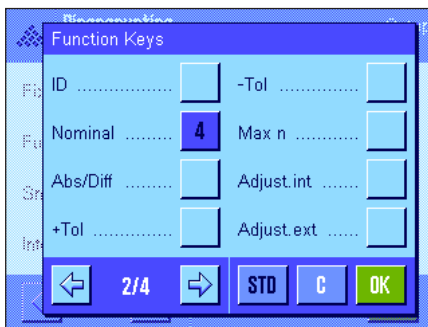 Function Keys
ID ................
-Tol ..............
Nominal ......... 4
Max n ............
Abs/Diff .........
Adjust.int .......
+Tol ...............
Adjust.ext ......
2/4 STD C OK